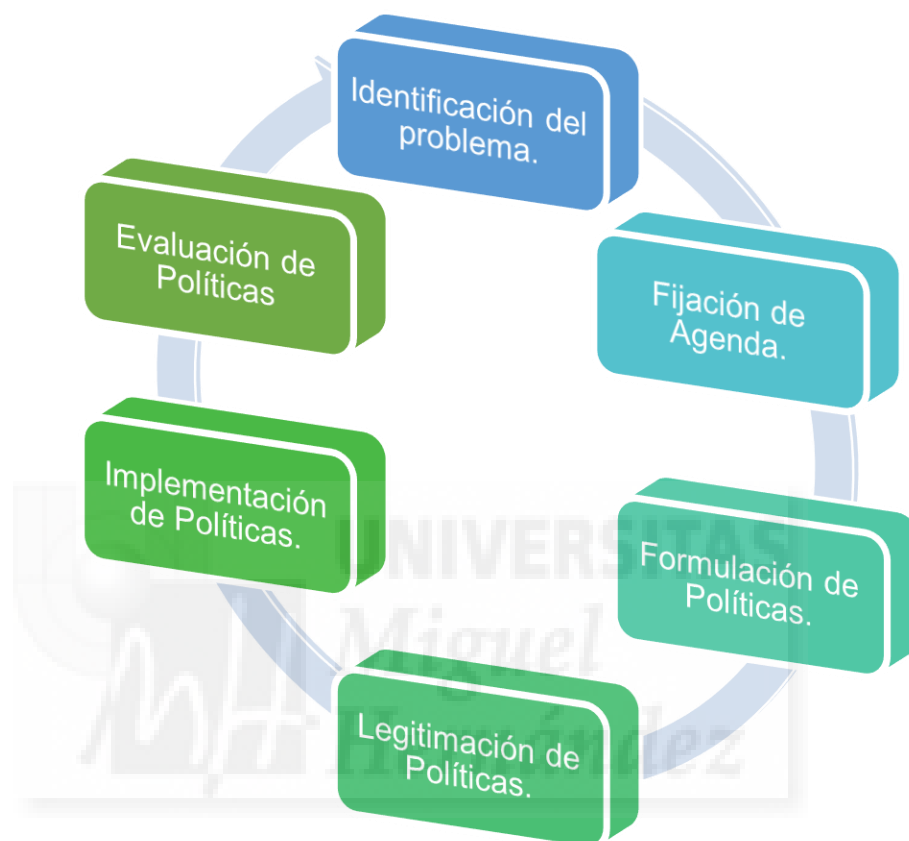 Identificación del
problema.
Fijación de
Agenda.
Formulación de
Políticas.
Legitimación de
Políticas.
Implementación
de Políticas.
Evaluación de
Políticas
UNIVERSITAS
Miguel
Hernández